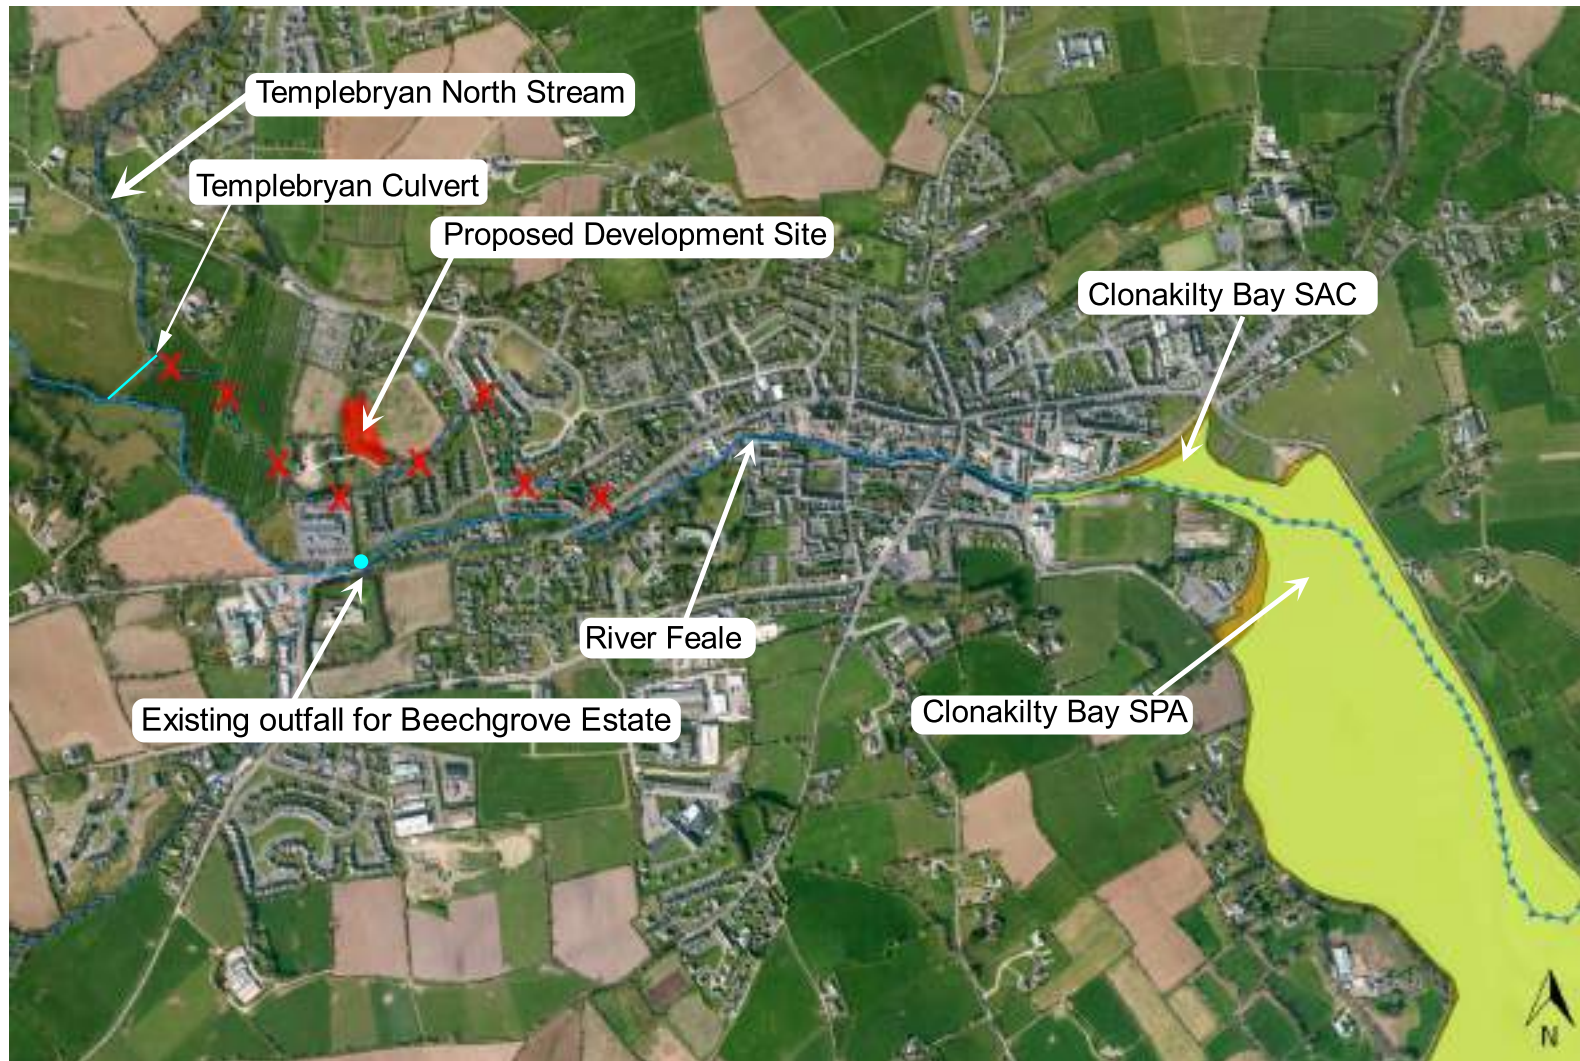 Templebryan North Stream
Templebryan Culvert
Proposed Development Site
Clonakilty Bay SAC
River Feale
Clonakilty Bay SPA
Existing outfall for Beechgrove Estate
N